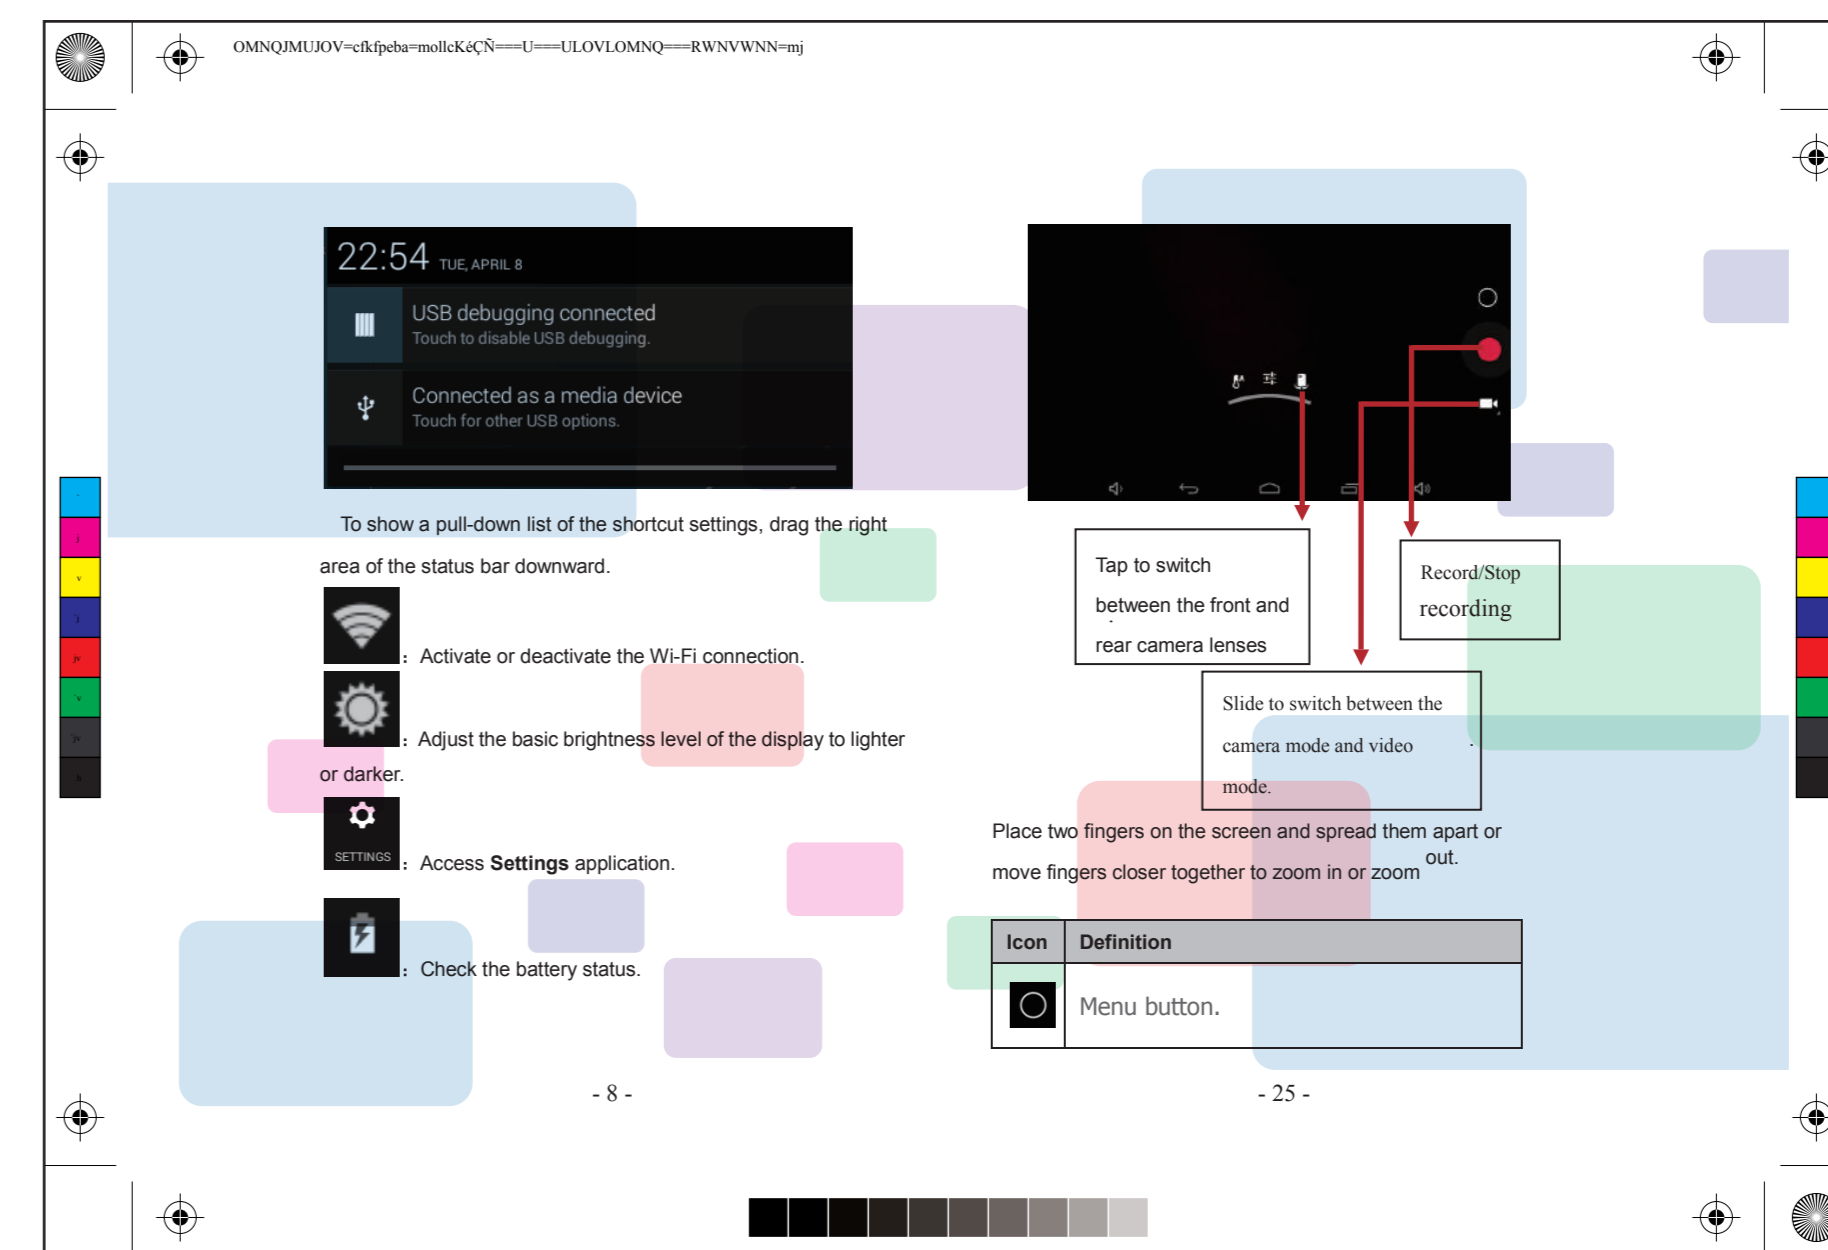 OMNQJMUJOV=cfkfpeba=mollcKéÇÑ===U===ULOVLOMNQ===RWNVWNN=mj
22:54 TUE, APRIL 8
USB debugging connected
Touch to disable USB debugging.
Connected as a media device
Touch for other USB options.
To show a pull-down list of the shortcut settings, drag the right
area of the status bar downward.
: Activate or deactivate the Wi-Fi connection.
: Adjust the basic brightness level of the display to lighter
or darker.
SETTINGS
: Access Settings application.
: Check the battery status.
- 8 -
Tap to switch
between the front and
rear camera lenses
Record/Stop
recording
Slide to switch between the
camera mode and video
mode.
Place two fingers on the screen and spread them apart or
move fingers closer together to zoom in or zoom out.
Icon Definition
Menu button.
- 25 -